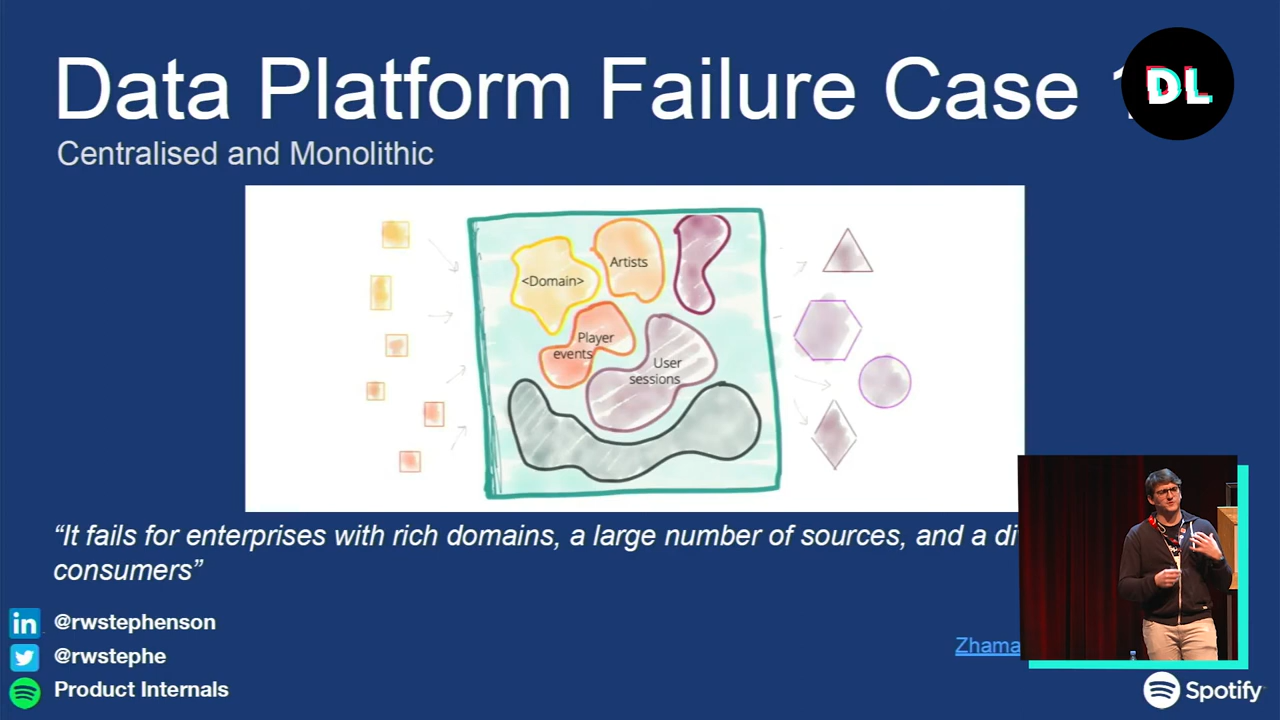 Data Platform Failure Case
DL
Centralised and Monolithic
<Domain>
Artists
Player
events
User
sessions
“It fails for enterprises with rich domains, a large number of sources, and a di
consumers”
in @rwstephenson
@rwstephe
Product Internals
Zhama
Spotify